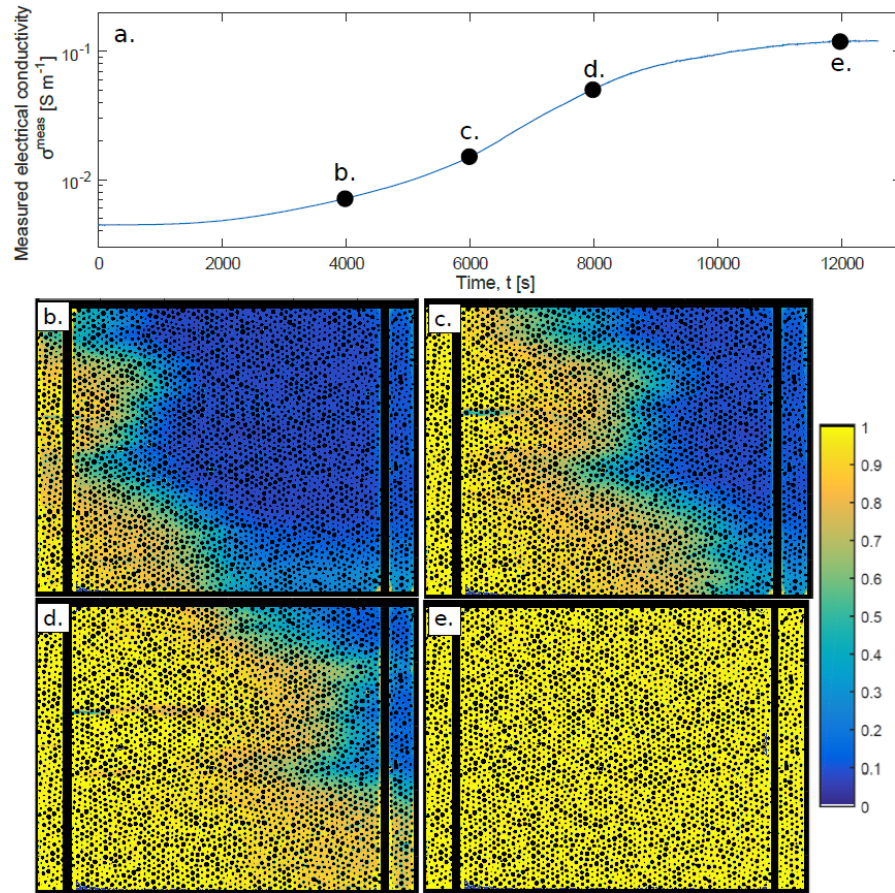 a.
Measured electrical conductivity
σ^meas [S m⁻¹]
10⁻¹
10⁻²
b.
c.
d.
e.
0
2000
4000
6000
8000
10000
12000
Time, t [s]
b.
c.
d.
e.
1
0.9
0.8
0.7
0.6
0.5
0.4
0.3
0.2
0.1
0